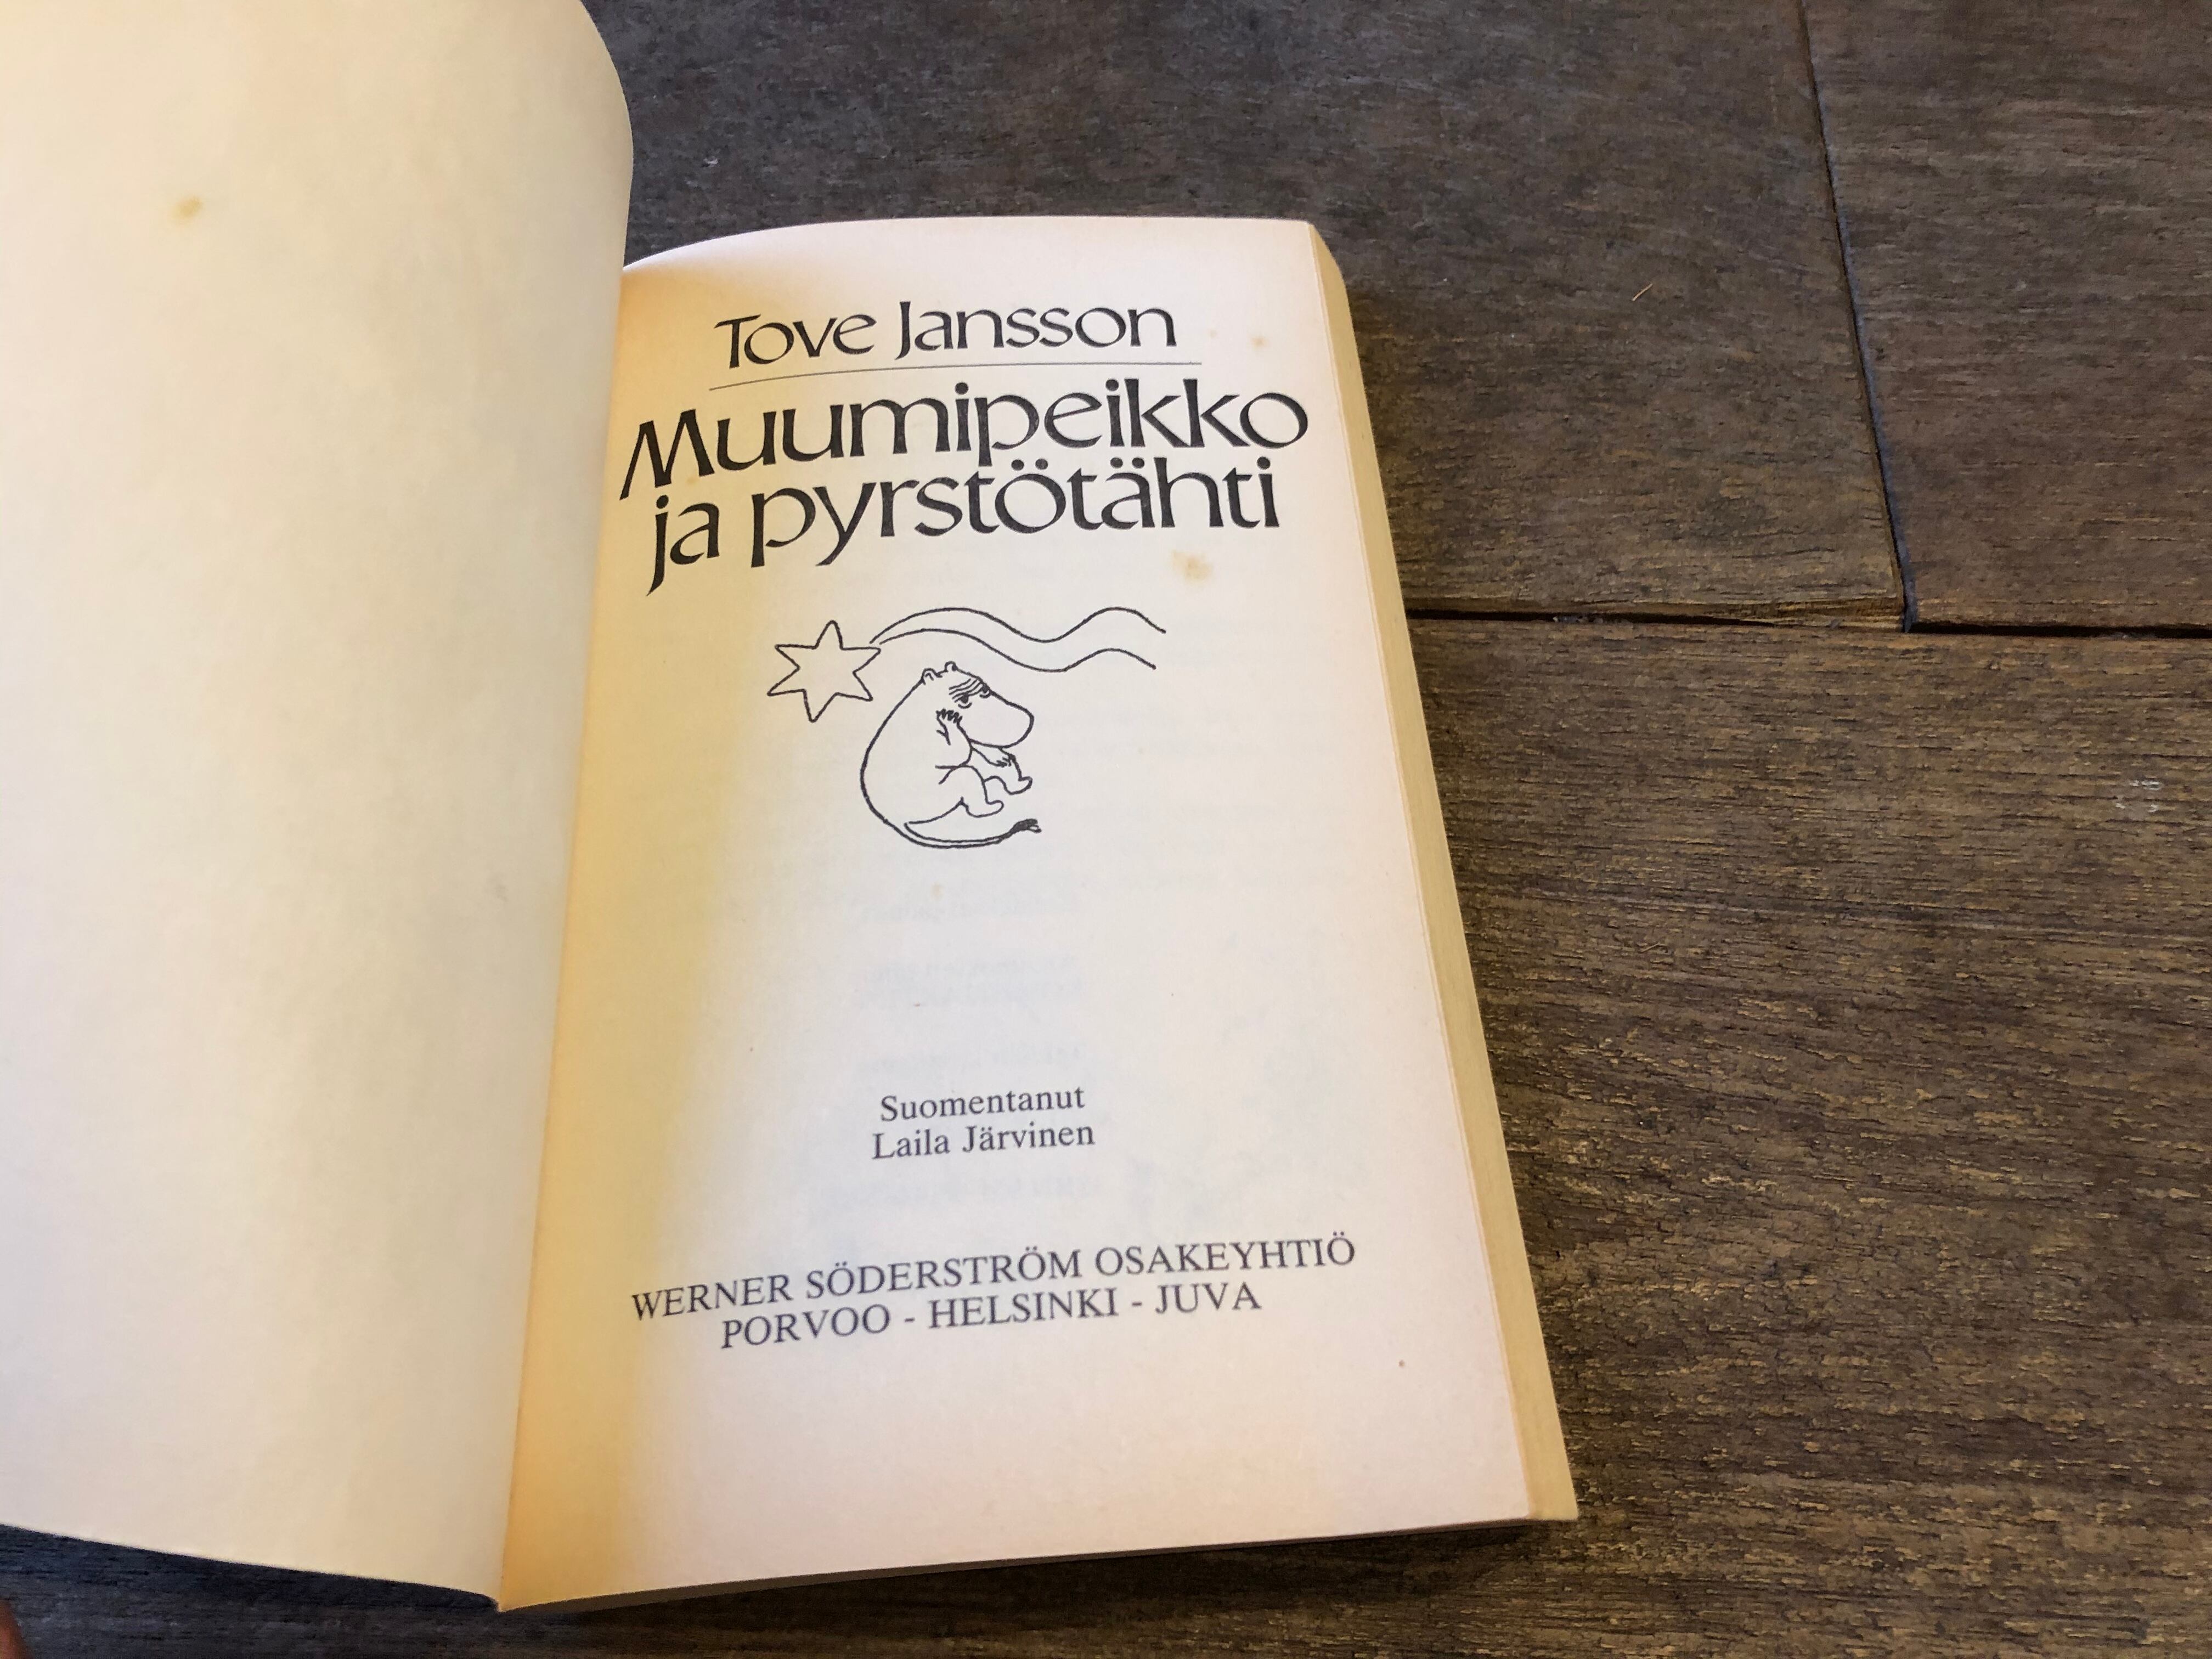 Tove Jansson
Muumipeikko
ja pyrstötähti
Suomentanut
Laila Järvinen
WERNER SÖDERSTRÖM OSAKEYHTIÖ
PORVOO - HELSINKI - JUVA